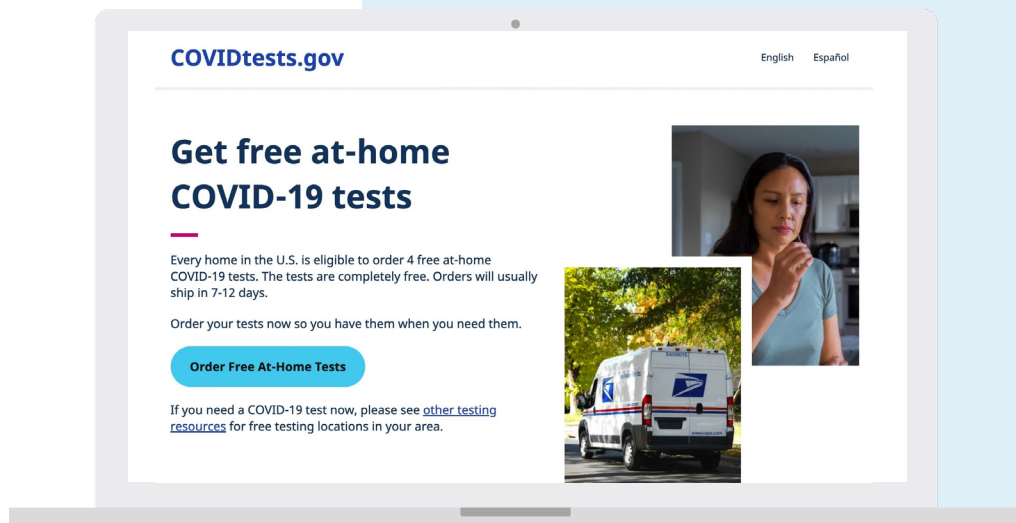 COVIDtests.gov
English Español
Get free at-home
COVID-19 tests
Every home in the U.S. is eligible to order 4 free at-home
COVID-19 tests. The tests are completely free. Orders will usually
ship in 7-12 days.
Order your tests now so you have them when you need them.
Order Free At-Home Tests
If you need a COVID-19 test now, please see other testing
resources for free testing locations in your area.
www.usps.com